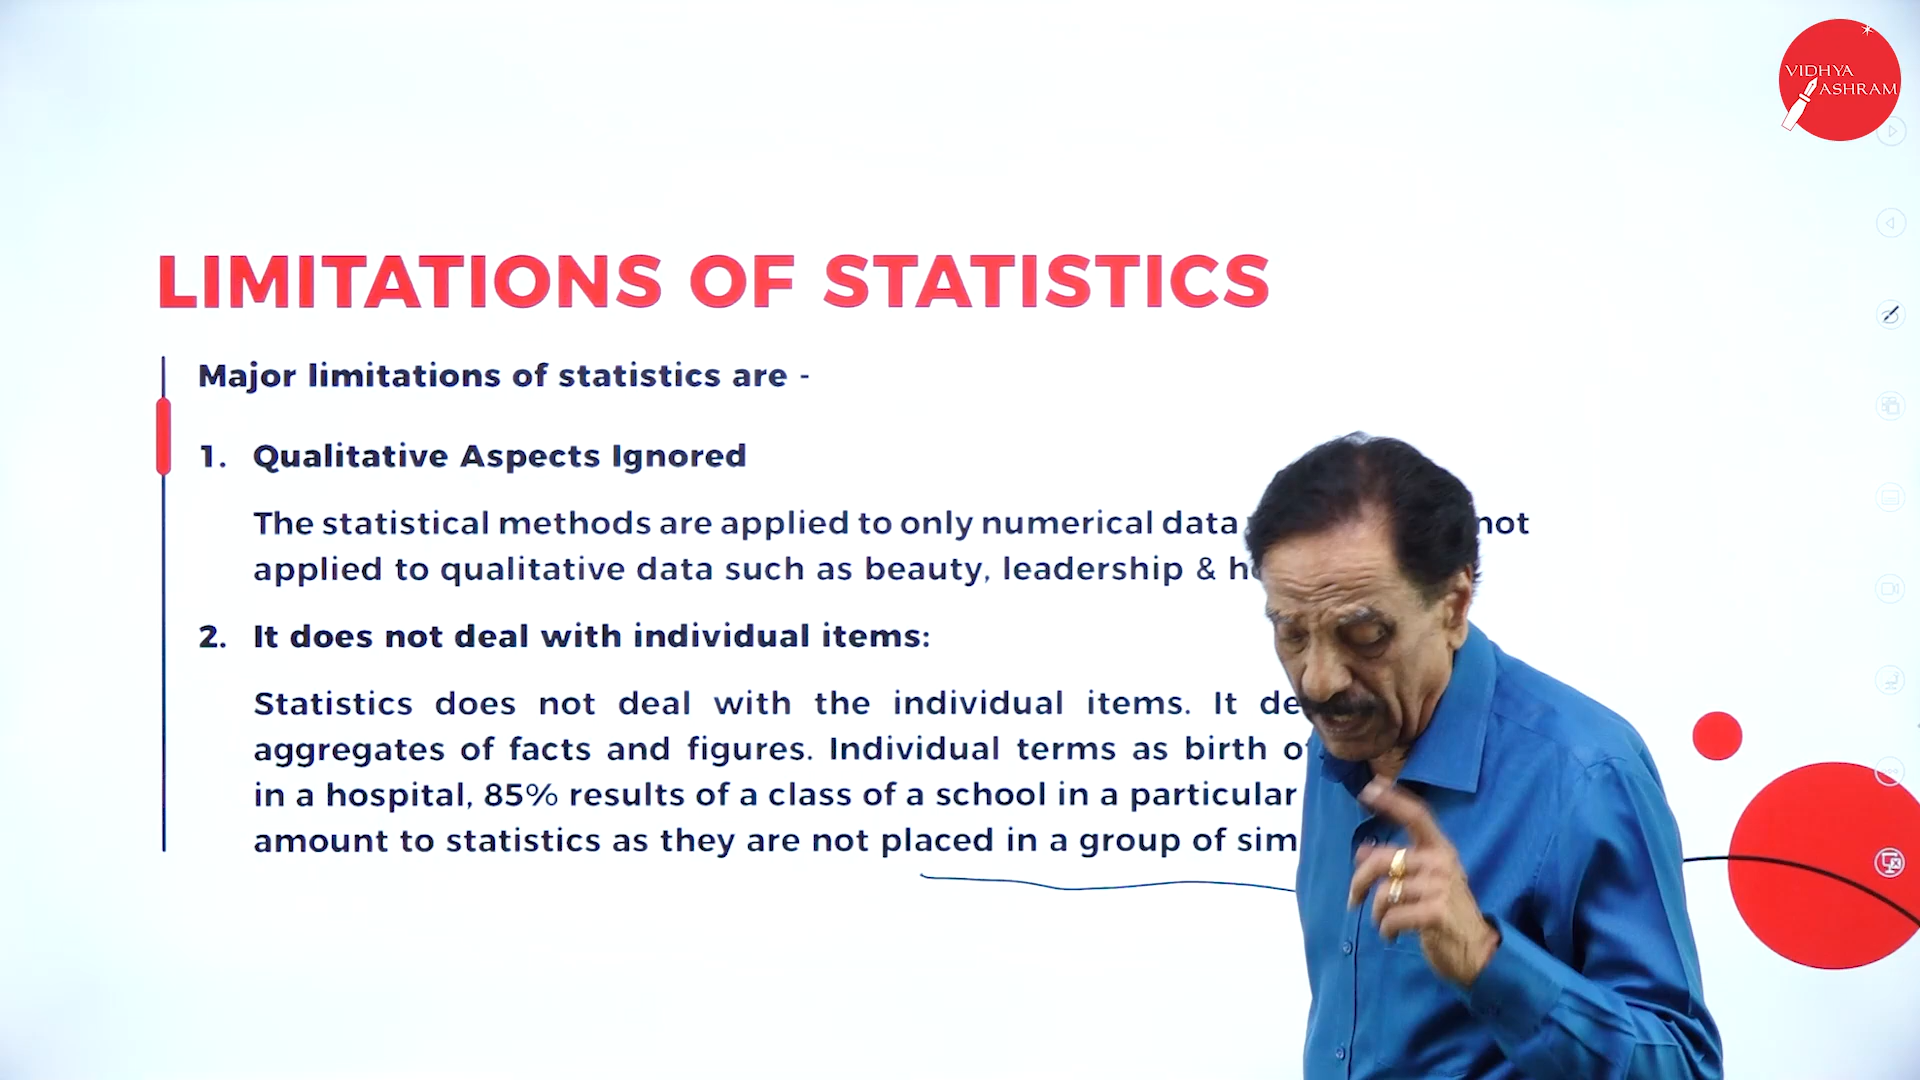 VIDHYA
ASHRAM
LIMITATIONS OF STATISTICS
Major limitations of statistics are -
1. Qualitative Aspects Ignored
The statistical methods are applied to only numerical data not
applied to qualitative data such as beauty, leadership &
2. It does not deal with individual items:
Statistics does not deal with the individual items. It
aggregates of facts and figures. Individual terms as birth
in a hospital, 85% results of a class of a school in a particular
amount to statistics as they are not placed in a group of